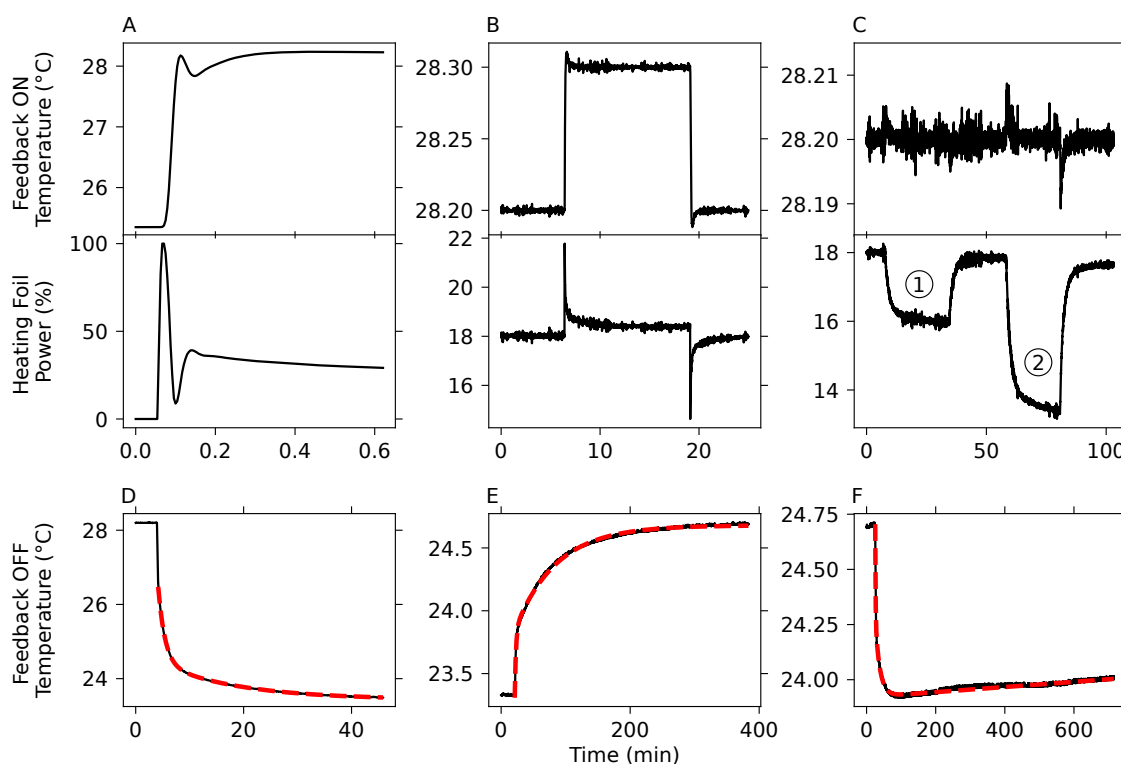 A
B
C
Feedback ON
Temperature (°C)
28
27
26
28.30
28.25
28.20
28.21
28.20
28.19
Heating Foil
Power (%)
100
50
0
22
20
18
16
18
16
14
1
2
0.0 0.2 0.4 0.6
0 10 20
0 50 100
D
E
F
Feedback OFF
Temperature (°C)
28
26
24
24.5
24.0
23.5
24.75
24.50
24.25
24.00
0 20 40
0 200 400
0 200 400 600
Time (min)